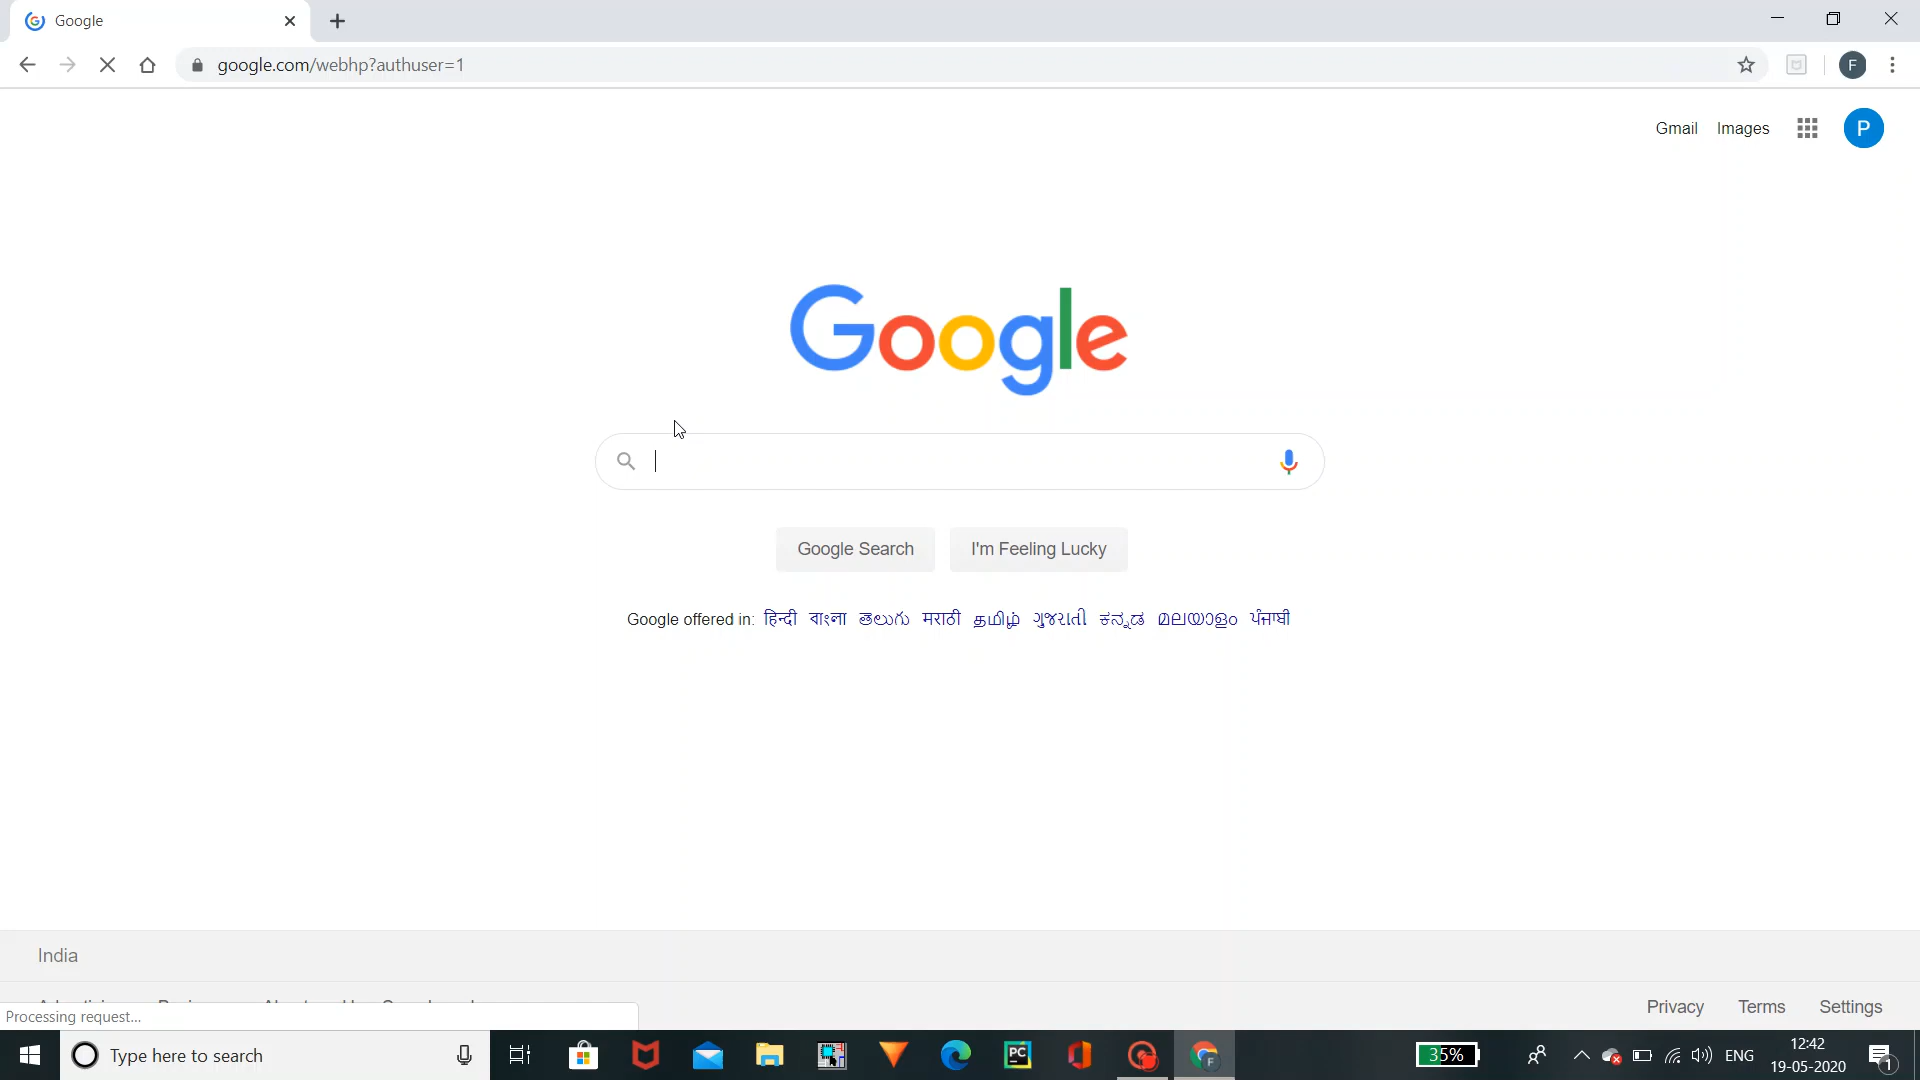 Google
google.com/webhp?authuser=1
F
Gmail Images
P
Google
Google Search I'm Feeling Lucky
Google offered in: हिन्दी বাংলা తెలుగు मराठी தமிழ் ગુજરાતી ಕನ್ನಡ മലയാളം ਪੰਜਾਬੀ
India
Privacy Terms Settings
Processing request...
Type here to search
PC
F
35%
ENG
12:42
19-05-2020
1